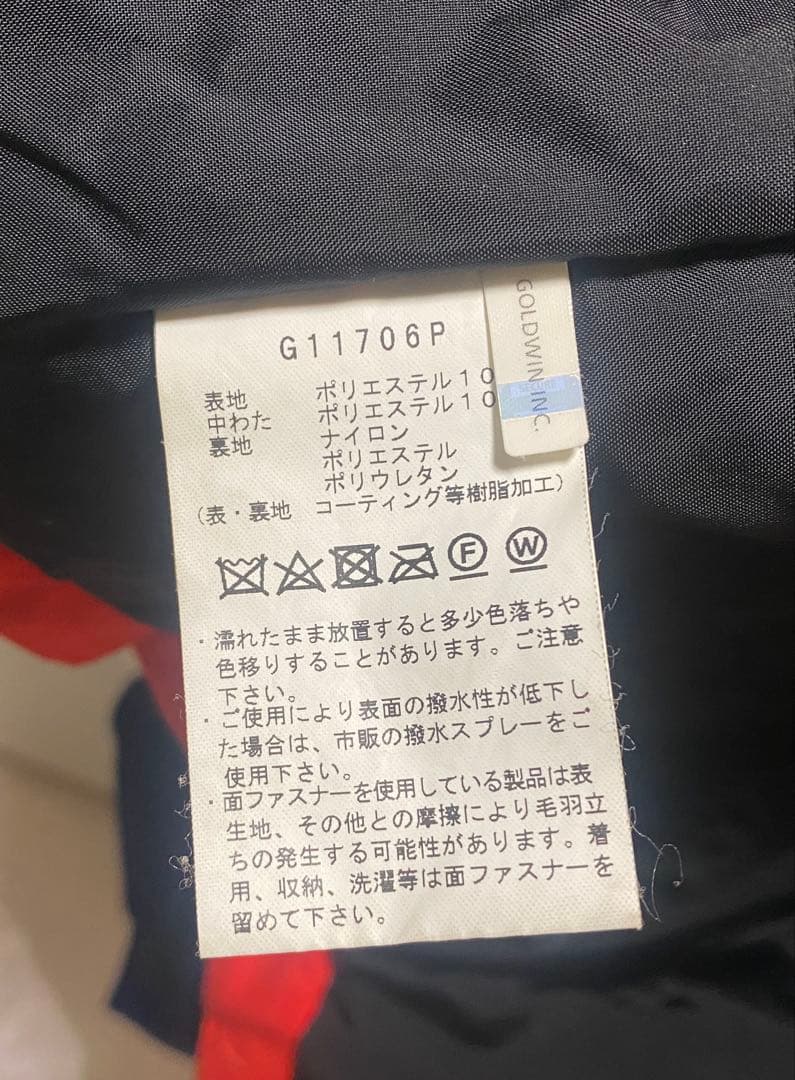 G11706P
GOLDWIN INC.
SECURE
表地 ポリエステル10
中わた ポリエステル10
裏地 ナイロン
ポリエステル
ポリウレタン
(表・裏地 コーティング等樹脂加工)
F W
・濡れたまま放置すると多少色落ちや
色移りすることがあります。ご注意
下さい。
・ご使用により表面の撥水性が低下し
た場合は、市販の撥水スプレーをご
使用下さい。
・面ファスナーを使用している製品は表
生地、その他との摩擦により毛羽立
ちの発生する可能性があります。着
用、収納、洗濯等は面ファスナーを
留めて下さい。